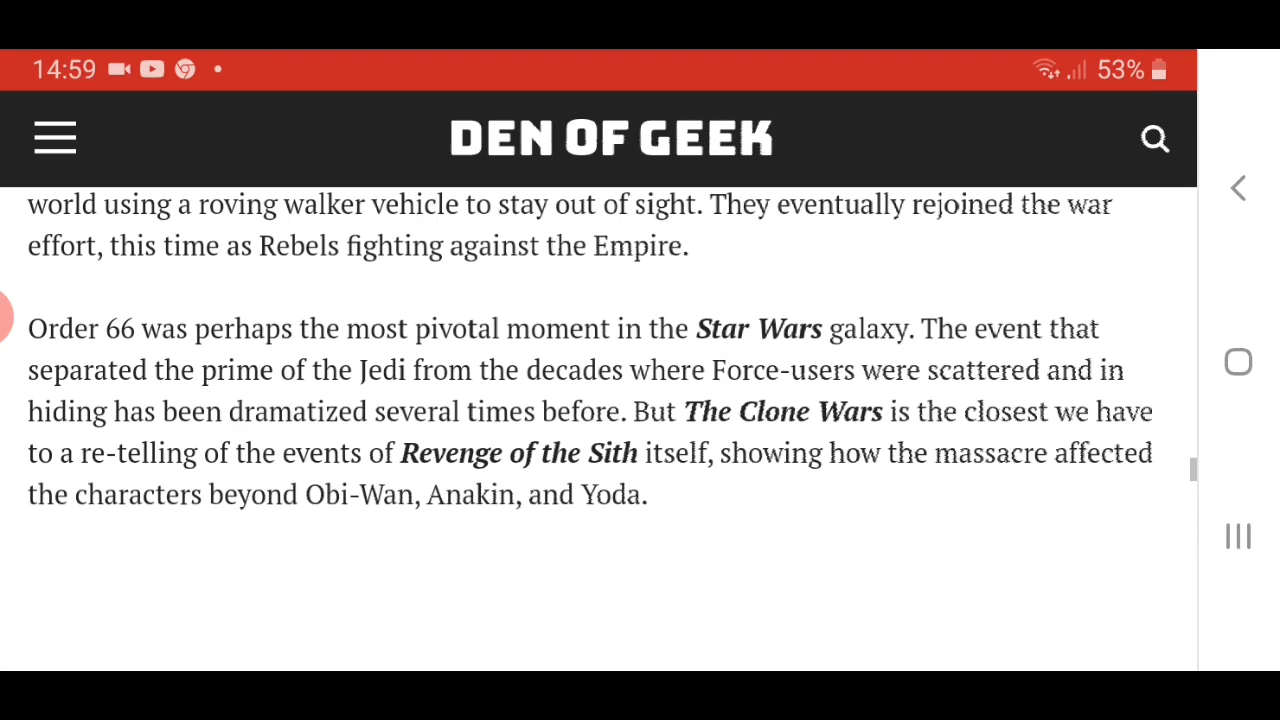 14:59 53%
DEN OF GEEK
world using a roving walker vehicle to stay out of sight. They eventually rejoined the war
effort, this time as Rebels fighting against the Empire.
Order 66 was perhaps the most pivotal moment in the Star Wars galaxy. The event that
separated the prime of the Jedi from the decades where Force-users were scattered and in
hiding has been dramatized several times before. But The Clone Wars is the closest we have
to a re-telling of the events of Revenge of the Sith itself, showing how the massacre affected
the characters beyond Obi-Wan, Anakin, and Yoda.